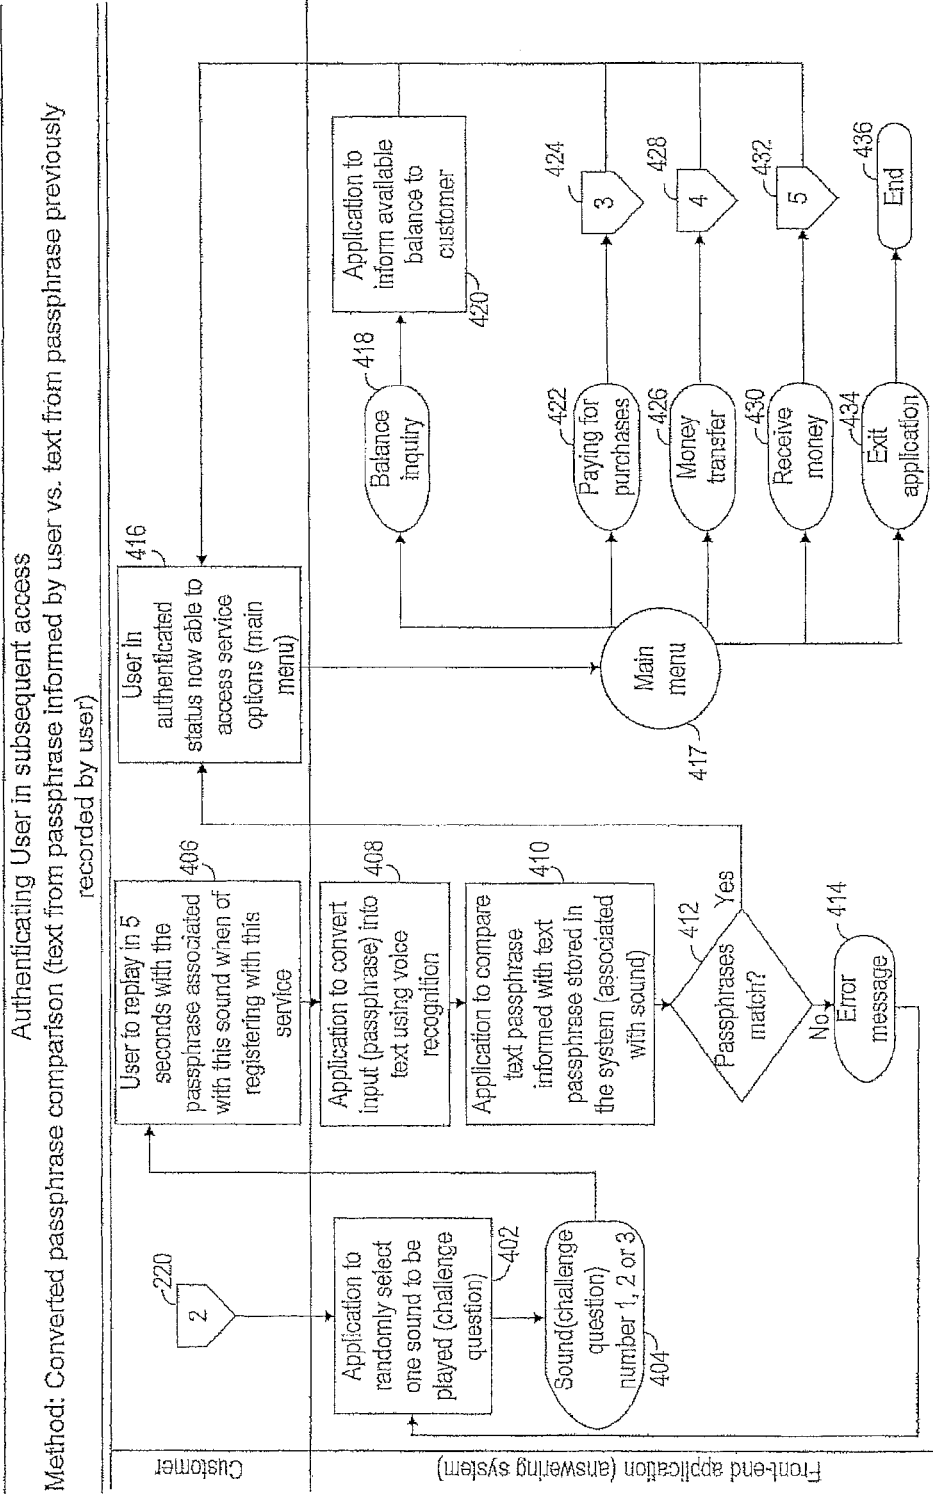 Authenticating User in subsequent access
Method: Converted passphrase comparison (text from passphrase informed by user vs. text from passphrase previously
recorded by user)
Customer
2
220
User to replay in 5
seconds with the
passphrase associated
with this sound when of
registering with this
service
406
User in
authenticated
status now able to
access service
options (main
menu)
416
Front-end application (answering system)
Application to
randomly select
one sound to be
played (challenge
question)
402
Sound(challenge
question)
number 1, 2 or 3
404
Application to convert
input (passphrase) into
text using voice
recognition
408
Application to compare
text passphrase
informed with text
passphrase stored in
the system (associated
with sound)
410
Passphrases
match?
412
Yes
No
Error
message
414
Main
menu
417
Balance
inquiry
418
Application to
inform available
balance to
customer
420
Paying for
purchases
422
3
424
Money
transfer
426
4
428
Receive
money
430
5
432
Exit
application
434
End
436